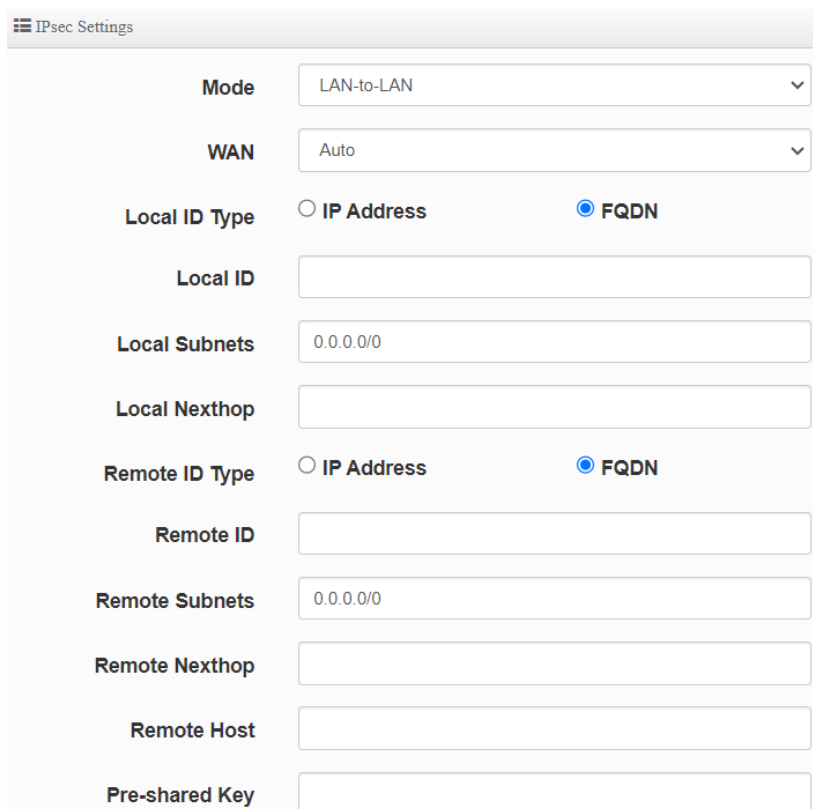 IPsec Settings
Mode LAN-to-LAN
WAN Auto
Local ID Type IP Address FQDN
Local ID
Local Subnets 0.0.0.0/0
Local Nexthop
Remote ID Type IP Address FQDN
Remote ID
Remote Subnets 0.0.0.0/0
Remote Nexthop
Remote Host
Pre-shared Key